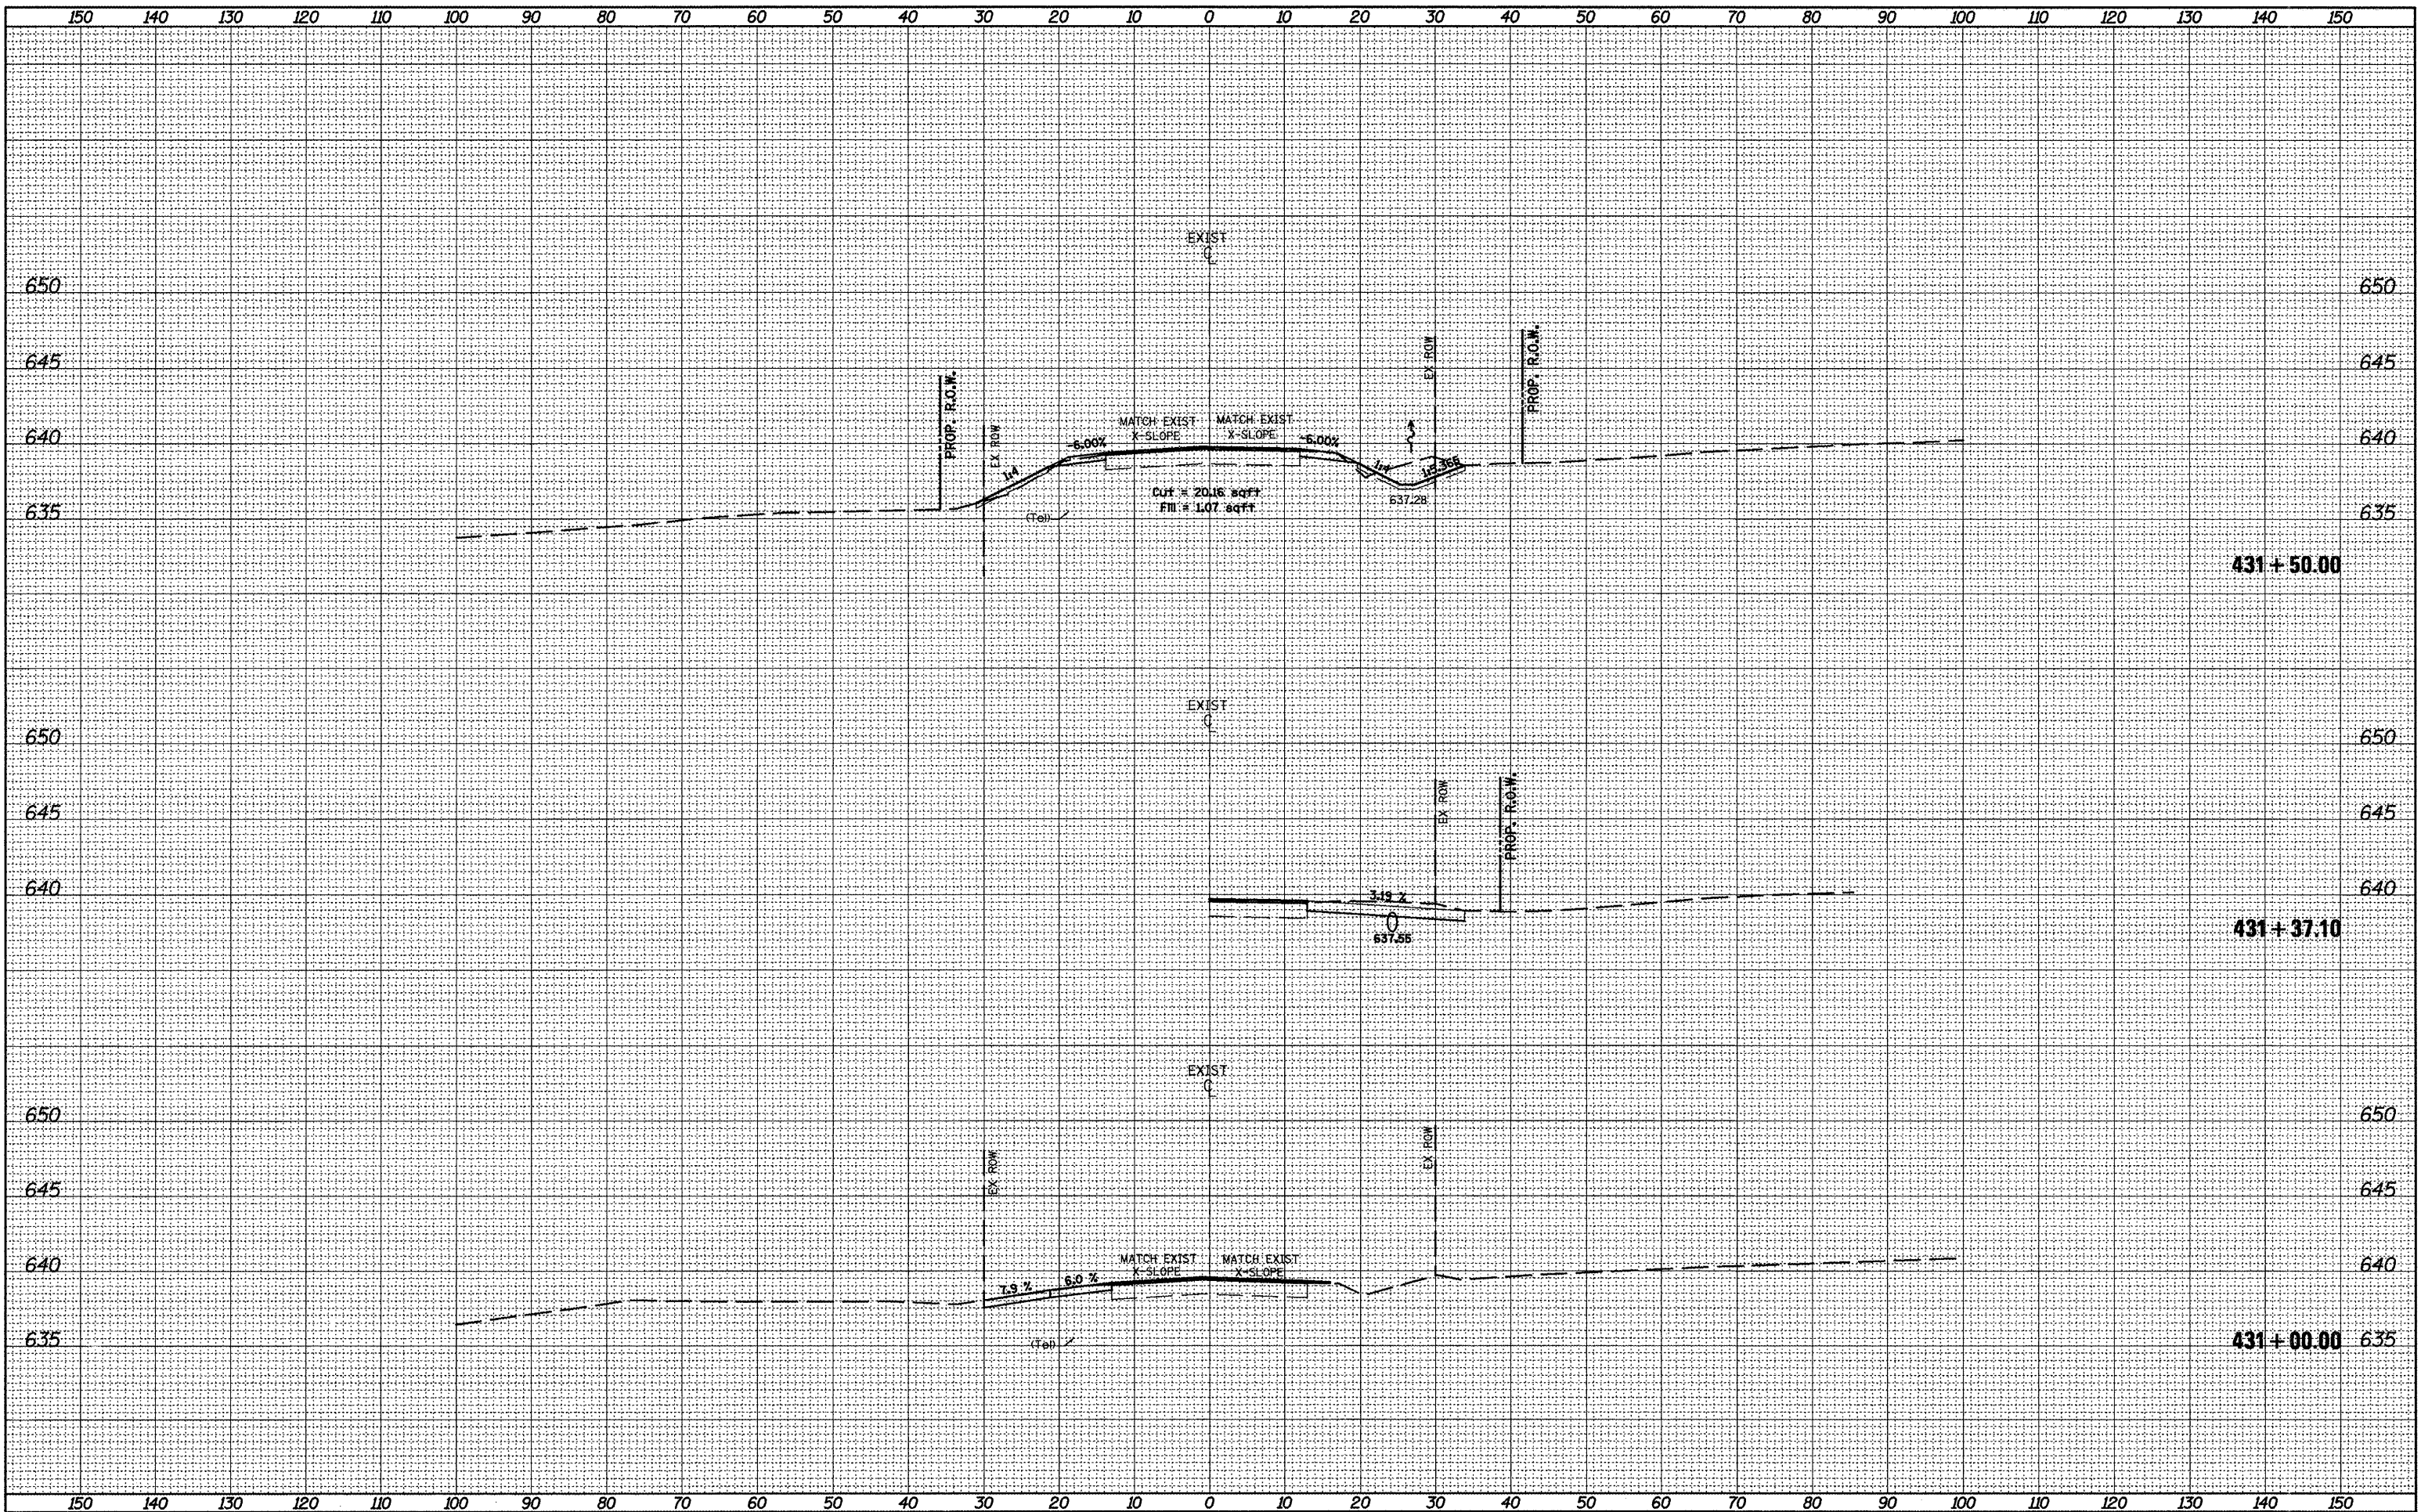 150 140 130 120 110 100 90 80 70 60 50 40 30 20 10 0 10 20 30 40 50 60 70 80 90 100 110 120 130 140 150
EXIST
C
L
650 650
645 EX ROW PROP. R.O.W. 645
PROP. R.O.W. EX ROW
MATCH EXIST MATCH EXIST
X-SLOPE X-SLOPE
640 -6.00% -6.00% 640
1:4 1:4 1:5.366
Cut = 20.16 sqft
Fill = 1.07 sqft
637.28
635 (Tel) 635
431+50.00
EXIST
C
L
650 650
EX ROW PROP. R.O.W.
645 645
640 3.19 % 640
637.55
431+37.10
EXIST
C
L
650 650
EX ROW EX ROW
645 645
MATCH EXIST MATCH EXIST
X-SLOPE X-SLOPE
640 640
7.9 % 6.0 %
635 (Tel) 431+00.00 635
150 140 130 120 110 100 90 80 70 60 50 40 30 20 10 0 10 20 30 40 50 60 70 80 90 100 110 120 130 140 150